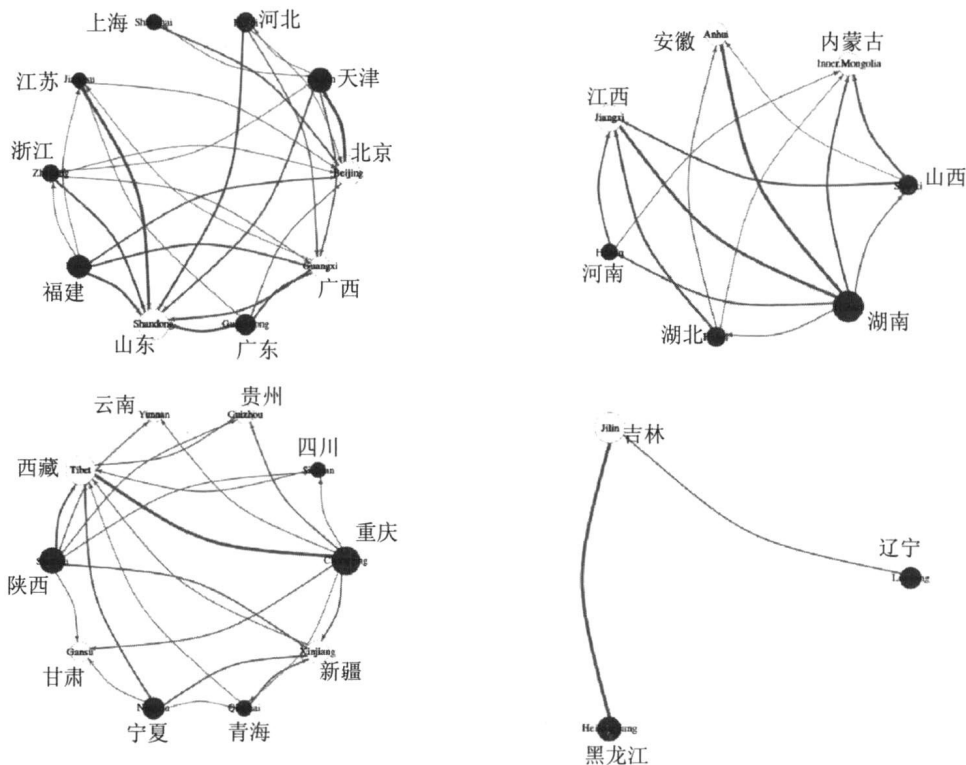 上海
河北
江苏
天津
浙江
北京
Beijing
福建
Guangxi
广西
Shandong
山东
广东
安徽
Anhui
内蒙古
Inner.Mongolia
江西
Jiangxi
山西
河南
湖北
湖南
云南
Yunnan
贵州
Guizhou
西藏
Tibet
四川
重庆
陕西
Gansu
甘肃
Xinjiang
新疆
宁夏
青海
Jilin
吉林
辽宁
黑龙江